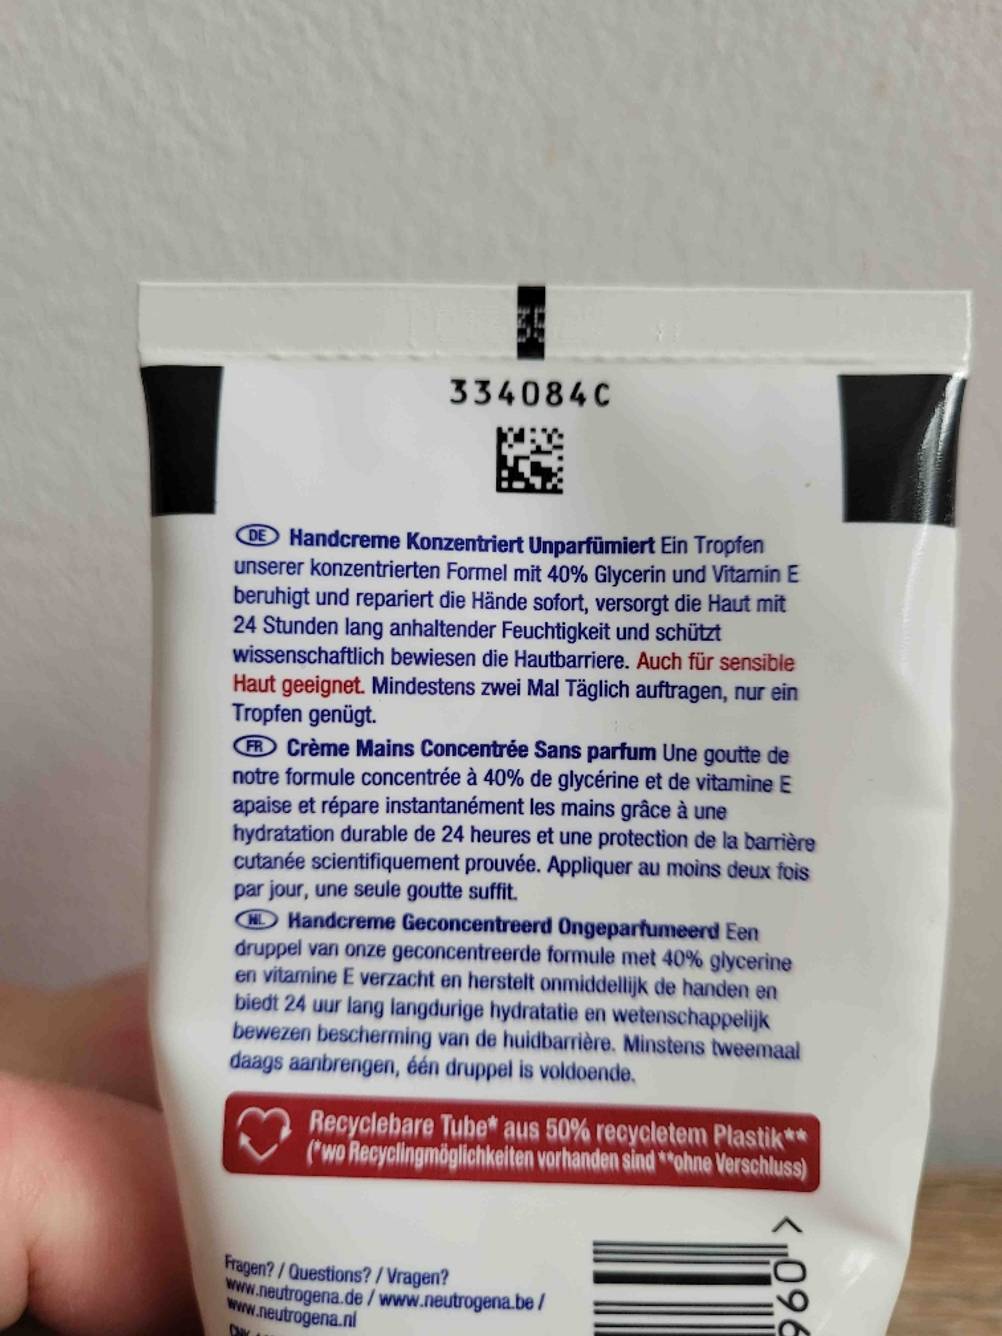 334084C
DE Handcreme Konzentriert Unparfümiert Ein Tropfen
unserer konzentrierten Formel mit 40% Glycerin und Vitamin E
beruhigt und repariert die Hände sofort, versorgt die Haut mit
24 Stunden lang anhaltender Feuchtigkeit und schützt
wissenschaftlich bewiesen die Hautbarriere. Auch für sensible
Haut geeignet. Mindestens zwei Mal Täglich auftragen, nur ein
Tropfen genügt.
FR Crème Mains Concentrée Sans parfum Une goutte de
notre formule concentrée à 40% de glycérine et de vitamine E
apaise et répare instantanément les mains grâce à une
hydratation durable de 24 heures et une protection de la barrière
cutanée scientifiquement prouvée. Appliquer au moins deux fois
par jour, une seule goutte suffit.
NL Handcreme Geconcentreerd Ongeparfumeerd Een
druppel van onze geconcentreerde formule met 40% glycerine
en vitamine E verzacht en herstelt onmiddellijk de handen en
biedt 24 uur lang langdurige hydratatie en wetenschappelijk
bewezen bescherming van de huidbarrière. Minstens tweemaal
daags aanbrengen, één druppel is voldoende.
Recyclebare Tube* aus 50% recycletem Plastik**
(*wo Recyclingmöglichkeiten vorhanden sind **ohne Verschluss)
Fragen? / Questions? / Vragen?
www.neutrogena.de / www.neutrogena.be /
www.neutrogena.nl
< 096